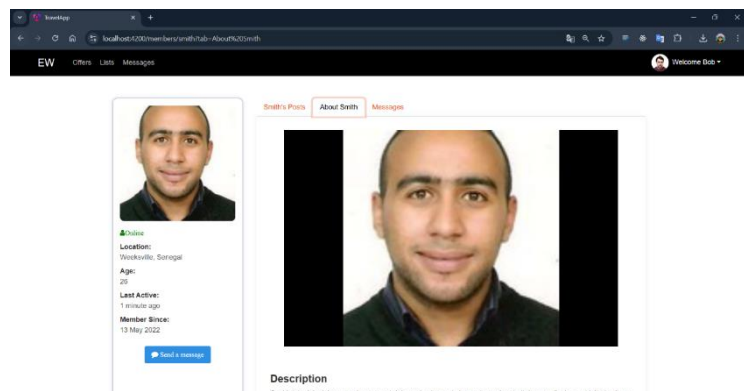 TravelApp
localhost:4200/members/smith?tab=About%20Smith
EW Offers Lists Messages Welcome Bob
Smith's Posts About Smith Messages
Online
Location:
Weeksville, Senegal
Age:
26
Last Active:
1 minute ago
Member Since:
13 May 2022
Send a message
Description